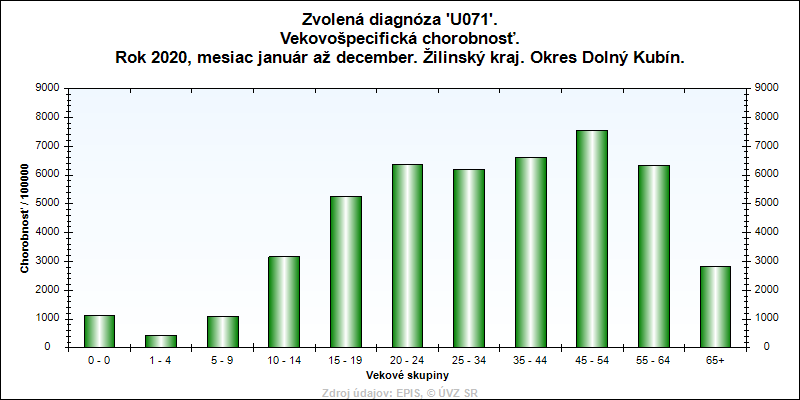 Zvolená diagnóza 'U071'.
Vekovošpecifická chorobnosť.
Rok 2020, mesiac január až december. Žilinský kraj. Okres Dolný Kubín.
9000 9000
8000 8000
7000 7000
6000 6000
5000 5000
4000 4000
3000 3000
2000 2000
1000 1000
0 0
Chorobnosť / 100000
0 - 0 1 - 4 5 - 9 10 - 14 15 - 19 20 - 24 25 - 34 35 - 44 45 - 54 55 - 64 65+
Vekové skupiny
Zdroj údajov: EPIS, © ÚVZ SR